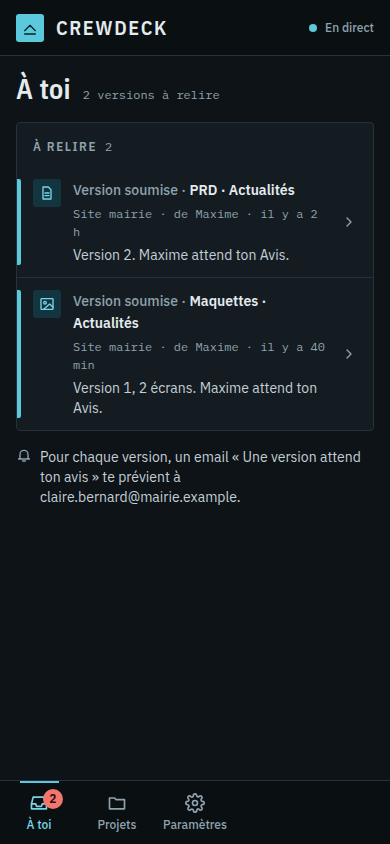 CREWDECK
En direct
À toi 2 versions à relire
À RELIRE 2
Version soumise · PRD · Actualités
Site mairie · de Maxime · il y a 2
h
Version 2. Maxime attend ton Avis.
Version soumise · Maquettes ·
Actualités
Site mairie · de Maxime · il y a 40
min
Version 1, 2 écrans. Maxime attend ton
Avis.
Pour chaque version, un email « Une version attend
ton avis » te prévient à
claire.bernard@mairie.example.
2
À toi
Projets
Paramètres